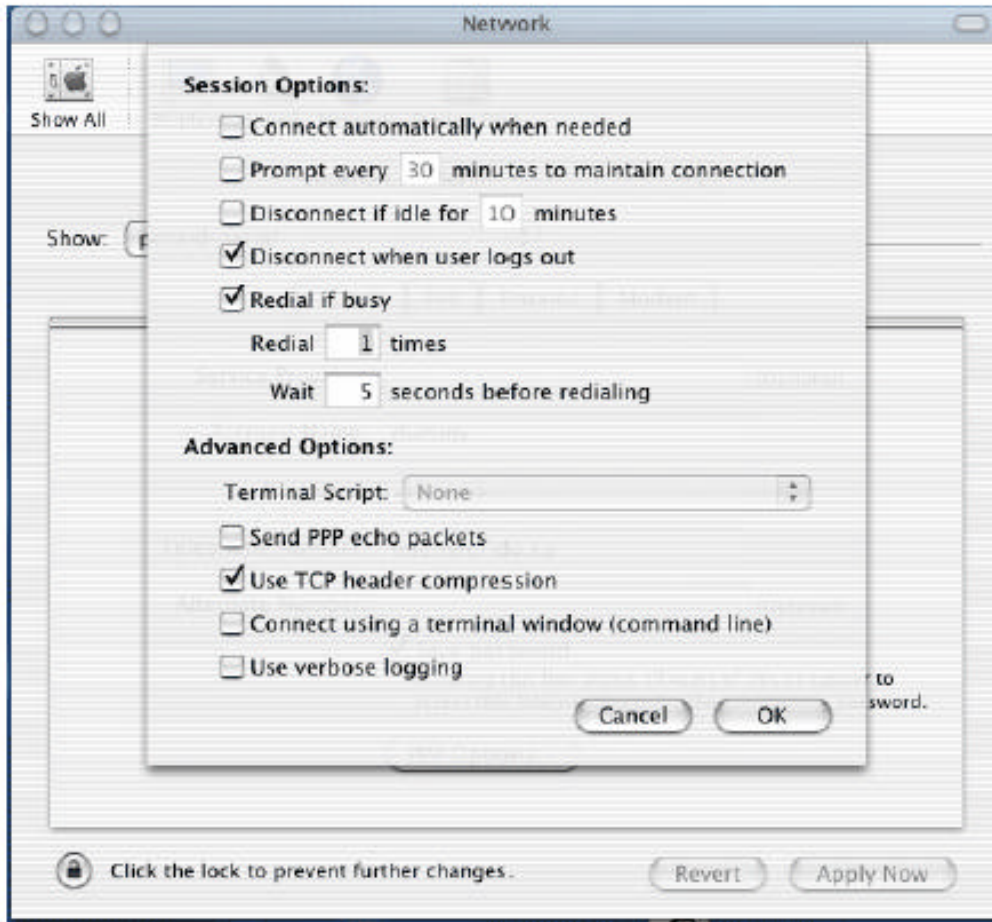 Network
Show All
Session Options:
Connect automatically when needed
Prompt every 30 minutes to maintain connection
Disconnect if idle for 10 minutes
Show:
Disconnect when user logs out
Redial if busy
Redial 1 times
Wait 5 seconds before redialing
Advanced Options:
Terminal Script: None
Send PPP echo packets
Use TCP header compression
Connect using a terminal window (command line)
Use verbose logging
to
sword.
Cancel OK
Click the lock to prevent further changes.
Revert Apply Now